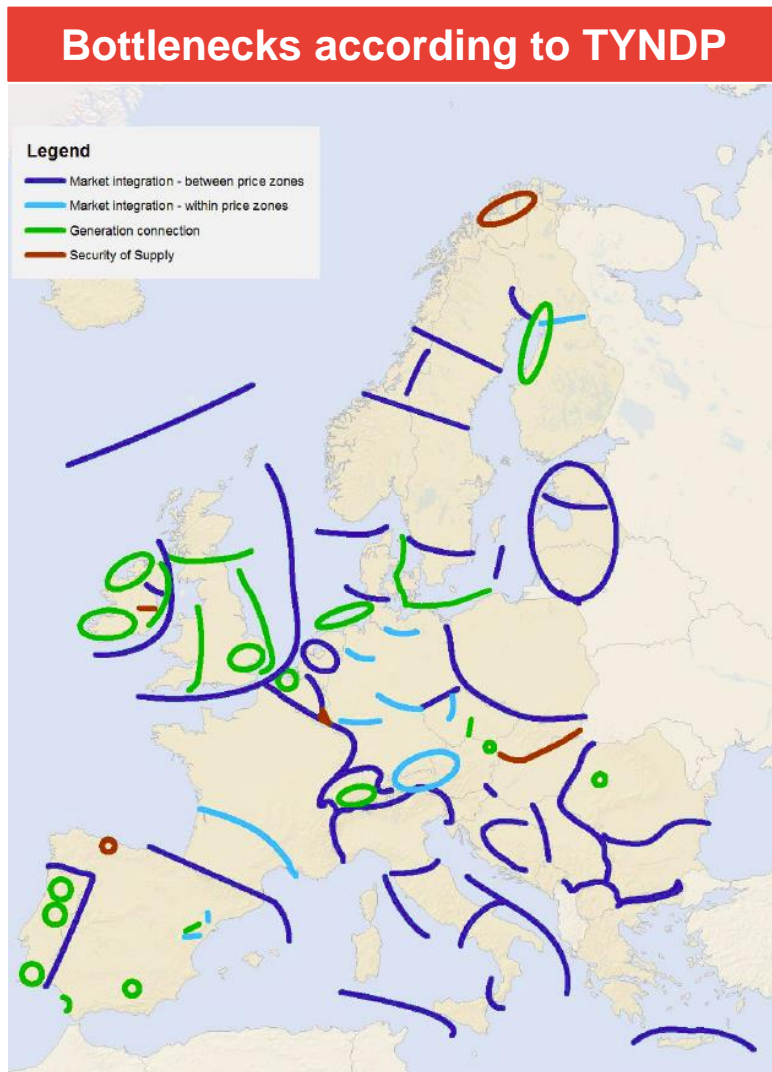 Bottlenecks according to TYNDP
Legend
Market integration - between price zones
Market integration - within price zones
Generation connection
Security of Supply